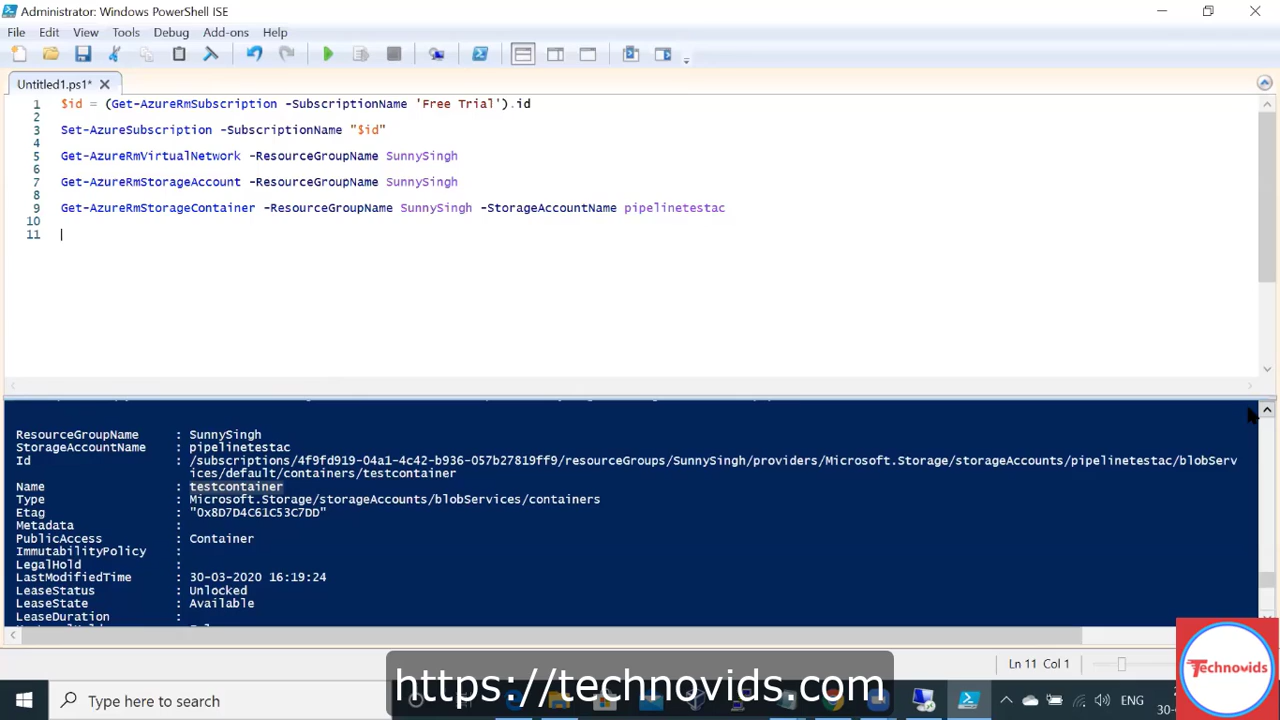 Administrator: Windows PowerShell ISE
File Edit View Tools Debug Add-ons Help
Untitled1.ps1*
1 $id = (Get-AzureRmSubscription -SubscriptionName 'Free Trial').id
2
3 Set-AzureSubscription -SubscriptionName "$id"
4
5 Get-AzureRmVirtualNetwork -ResourceGroupName SunnySingh
6
7 Get-AzureRmStorageAccount -ResourceGroupName SunnySingh
8
9 Get-AzureRmStorageContainer -ResourceGroupName SunnySingh -StorageAccountName pipelinetestac
10
11
ResourceGroupName : SunnySingh
StorageAccountName : pipelinetestac
Id : /subscriptions/4f9fd919-04a1-4c42-b936-057b27819ff9/resourceGroups/SunnySingh/providers/Microsoft.Storage/storageAccounts/pipelinetestac/blobServ
ices/default/containers/testcontainer
Name : testcontainer
Type : Microsoft.Storage/storageAccounts/blobServices/containers
Etag : "0x8D7D4C61C53C7DD"
Metadata :
PublicAccess : Container
ImmutabilityPolicy :
LegalHold :
LastModifiedTime : 30-03-2020 16:19:24
LeaseStatus : Unlocked
LeaseState : Available
LeaseDuration :
Ln 11 Col 1
Technovids
https://technovids.com
Type here to search
ENG